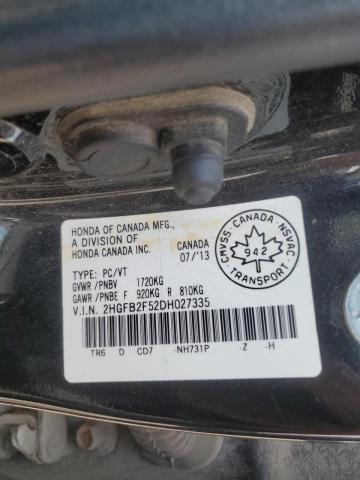 HONDA OF CANADA MFG.,
A DIVISION OF
HONDA CANADA INC.
CANADA
07/'13
CMVSS · CANADA · NSVAC
942
TRANSPORT
TYPE: PC/VT
GVWR /PNBV 1720KG
GAWR /PNBE F 920KG R 810KG
V.I.N. 2HGFB2F52DH027335
TR6 D CD7 -NH731P -Z -H